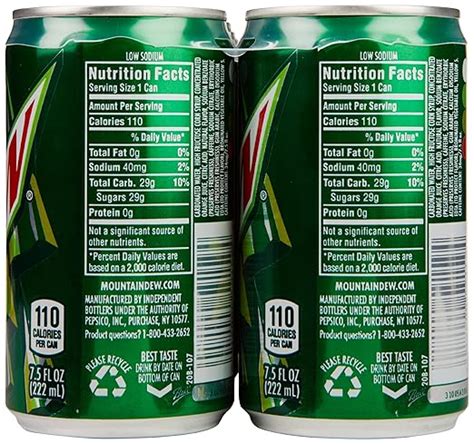 LOW SODIUM
Nutrition Facts
Serving Size 1 Can
Amount Per Serving
Calories 110
% Daily Value*
Total Fat 0g 0%
Sodium 40mg 2%
Total Carb. 29g 10%
Sugars 29g
Protein 0g
Not a significant source of
other nutrients.
*Percent Daily Values are
based on a 2,000 calorie diet.
MOUNTAINDEW.COM
MANUFACTURED BY INDEPENDENT
BOTTLERS UNDER THE AUTHORITY OF
PEPSICO, INC., PURCHASE, NY 10577.
Product questions? 1-800-433-2652
110
CALORIES
PER CAN
7.5 FL OZ
(222 mL)
PLEASE RECYCLE
BEST TASTE
DRINK BY DATE ON
BOTTOM OF CAN
208-107
LOW SODIUM
Nutrition Facts
Serving Size 1 Can
Amount Per Serving
Calories 110
% Daily Value*
Total Fat 0g 0%
Sodium 40mg 2%
Total Carb. 29g 10%
Sugars 29g
Protein 0g
Not a significant source of
other nutrients.
*Percent Daily Values are
based on a 2,000 calorie diet.
MOUNTAINDEW.COM
MANUFACTURED BY INDEPENDENT
BOTTLERS UNDER THE AUTHORITY OF
PEPSICO, INC., PURCHASE, NY 10577.
Product questions? 1-800-433-2652
110
CALORIES
PER CAN
7.5 FL OZ
(222 mL)
PLEASE RECYCLE
BEST TASTE
DRINK BY DATE ON
BOTTOM OF CAN
208-107